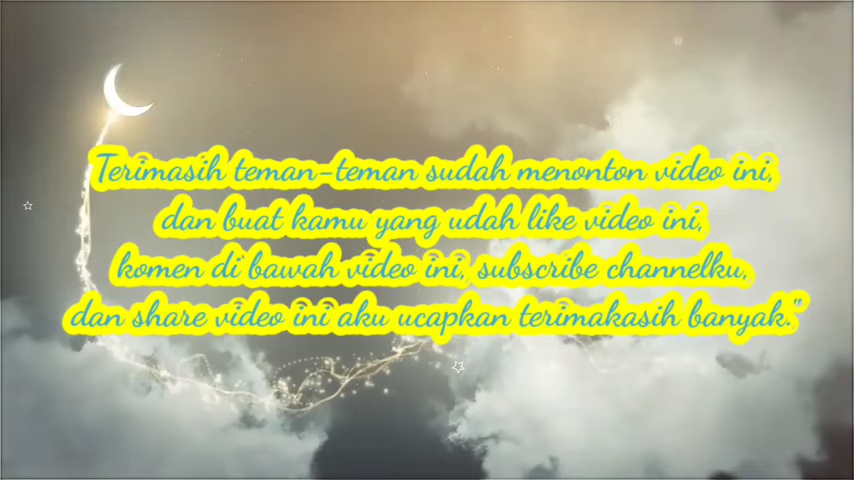 Terimasih teman-teman sudah menonton video ini,
dan buat kamu yang udah like video ini,
komen di bawah video ini, subscribe channelku,
dan share video ini aku ucapkan terimakasih banyak."